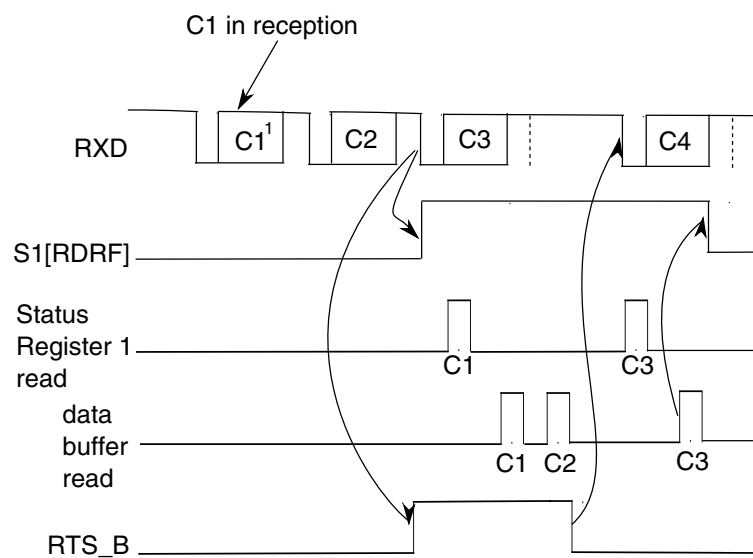 C1 in reception
RXD
C1¹
C2
C3
C4
S1[RDRF]
Status
Register 1
read
C1
C3
data
buffer
read
C1
C2
C3
RTS_B